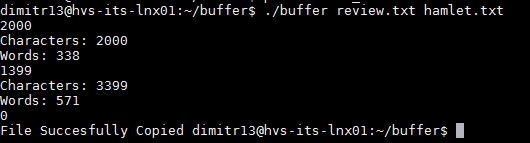 dimitr13@hvs-its-lnx01:~/buffer$ ./buffer review.txt hamlet.txt
2000
Characters: 2000
Words: 338
1399
Characters: 3399
Words: 571
0
File Succesfully Copied dimitr13@hvs-its-lnx01:~/buffer$